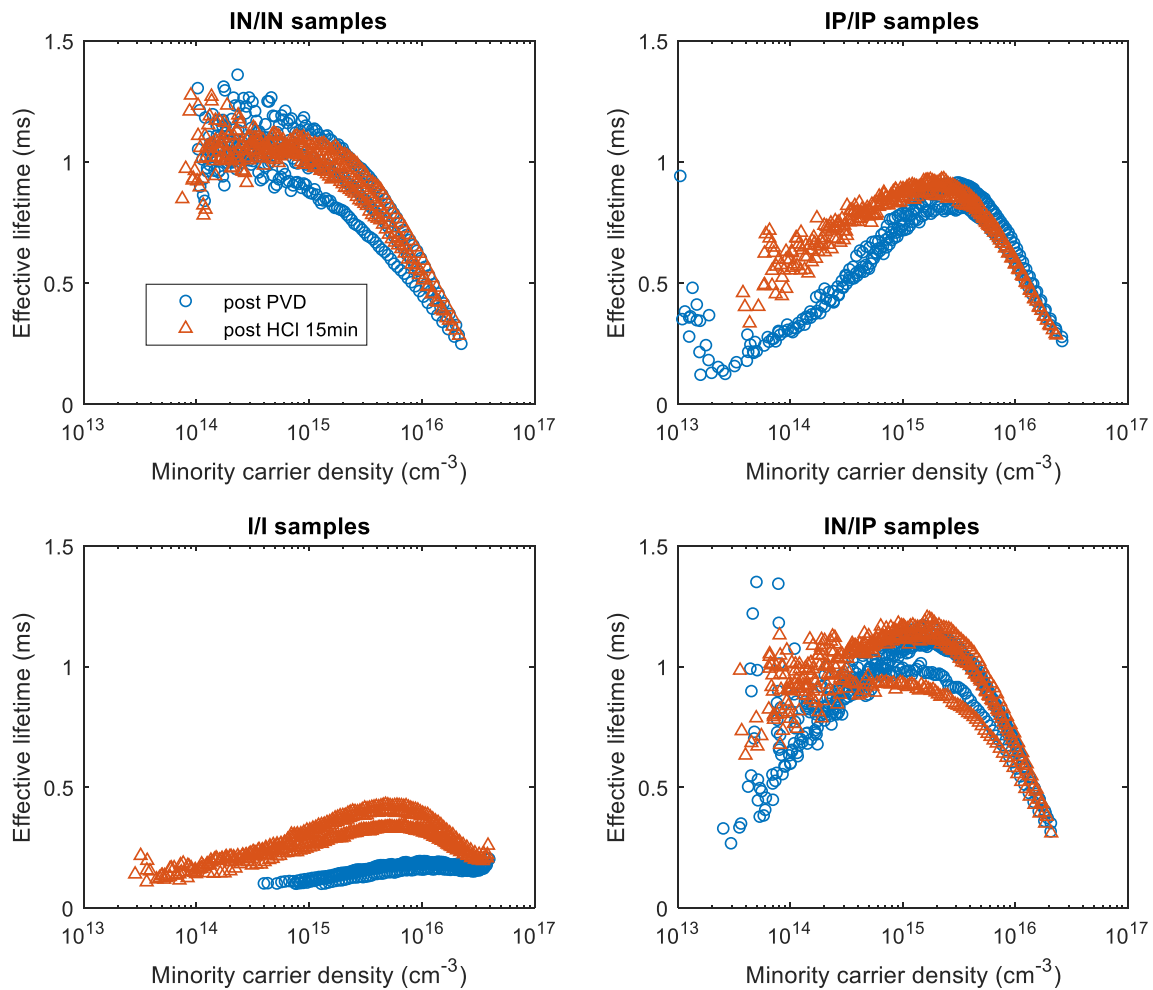 IN/IN samples
1.5
1
0.5
0
Effective lifetime (ms)
post PVD
post HCl 15min
10^13 10^14 10^15 10^16 10^17
Minority carrier density (cm^-3)
IP/IP samples
1.5
1
0.5
0
Effective lifetime (ms)
10^13 10^14 10^15 10^16 10^17
Minority carrier density (cm^-3)
I/I samples
1.5
1
0.5
0
Effective lifetime (ms)
10^13 10^14 10^15 10^16 10^17
Minority carrier density (cm^-3)
IN/IP samples
1.5
1
0.5
0
Effective lifetime (ms)
10^13 10^14 10^15 10^16 10^17
Minority carrier density (cm^-3)